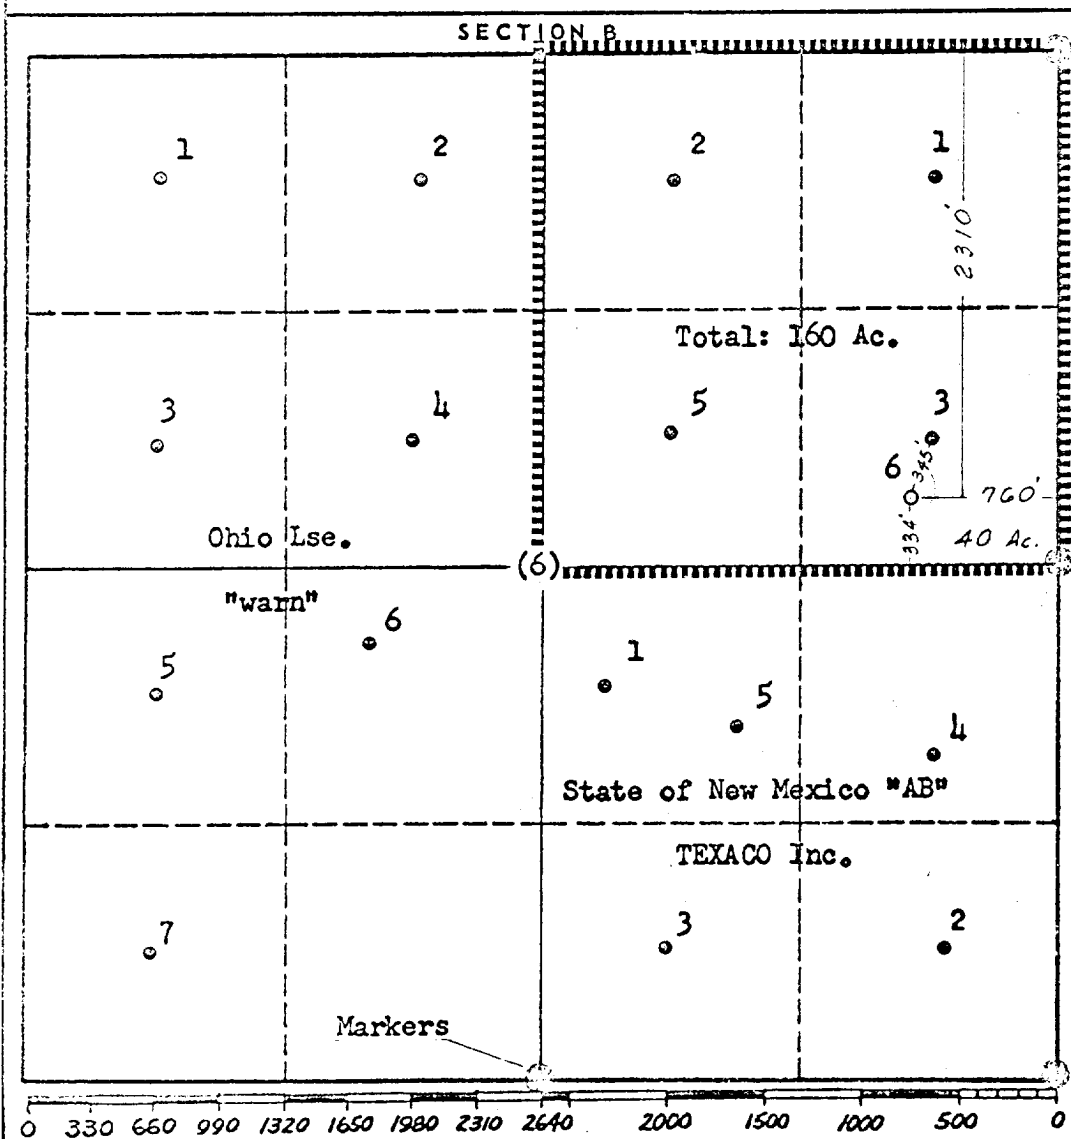 SECTION B
1 2 2 1
2310'
Total: 160 Ac.
3 4 5 3
345'
6
760'
334'
40 Ac.
Ohio Lse.
(6)
"warn"
6
5
1
5
4
State of New Mexico "AB"
TEXACO Inc.
7 3 2
Markers
0 330 660 990 1320 1650 1980 2310 2640 2000 1500 1000 500 0